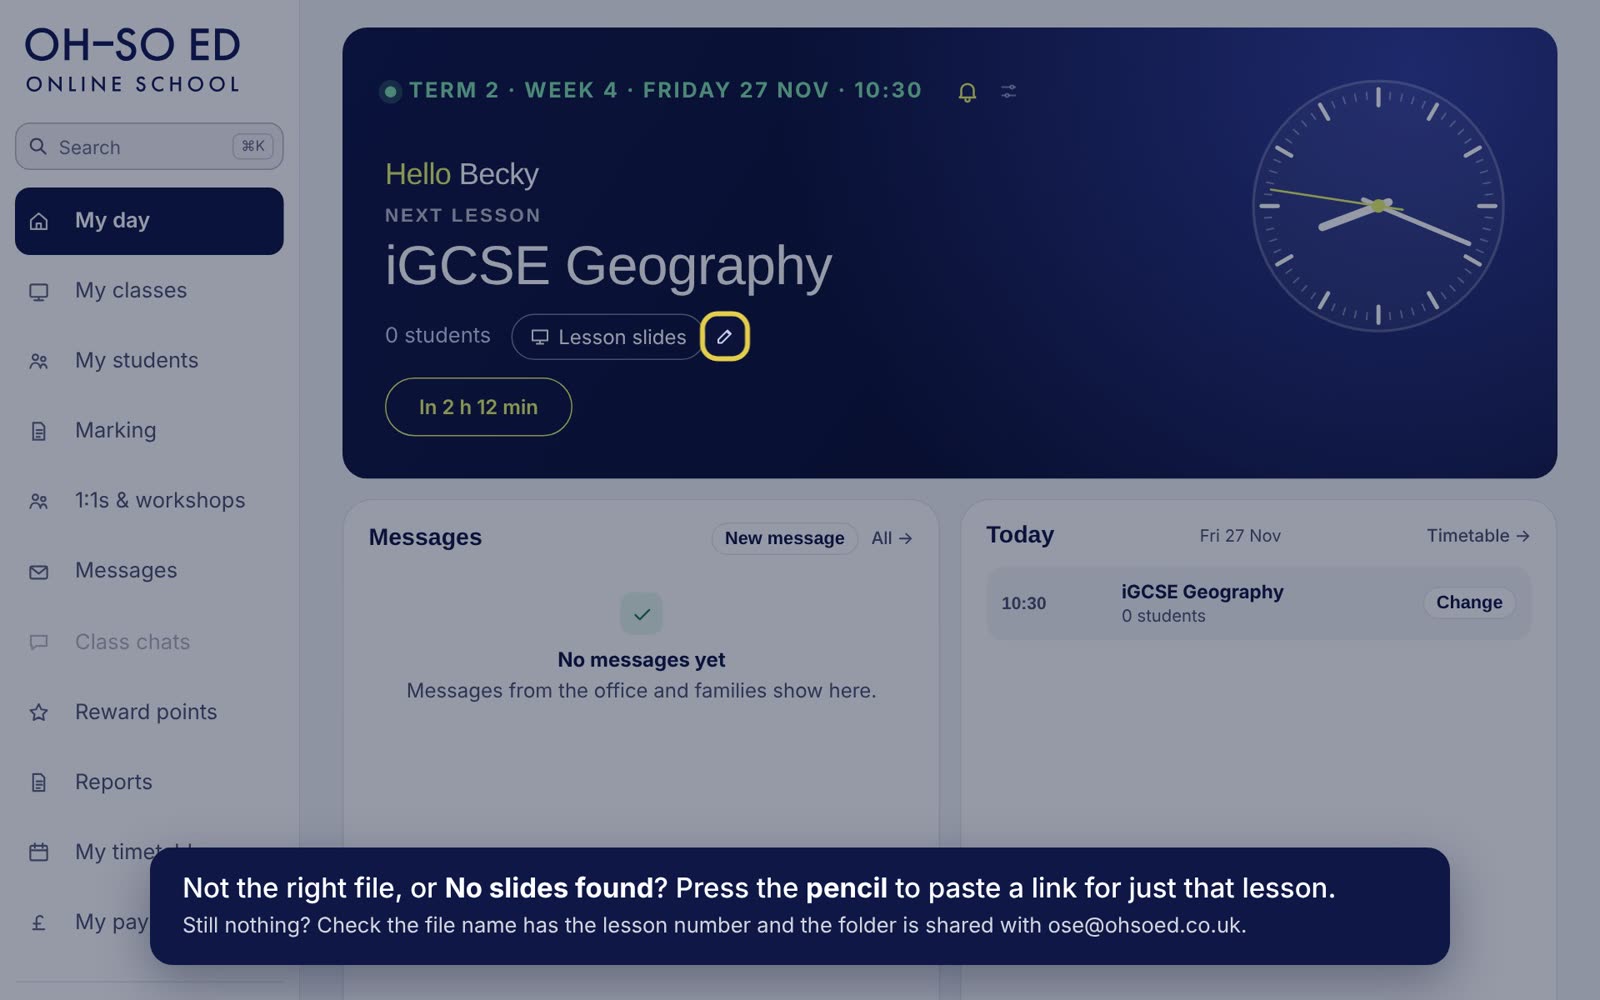 OH–SO ED
ONLINE SCHOOL
Search
⌘K
My day
My classes
My students
Marking
1:1s & workshops
Messages
Class chats
Reward points
Reports
My pay
TERM 2 · WEEK 4 · FRIDAY 27 NOV · 10:30
Hello Becky
NEXT LESSON
iGCSE Geography
0 students
Lesson slides
In 2 h 12 min
Messages
New message
All →
No messages yet
Messages from the office and families show here.
Today
Fri 27 Nov
Timetable →
10:30
iGCSE Geography
0 students
Change
Not the right file, or No slides found? Press the pencil to paste a link for just that lesson.
Still nothing? Check the file name has the lesson number and the folder is shared with ose@ohsoed.co.uk.